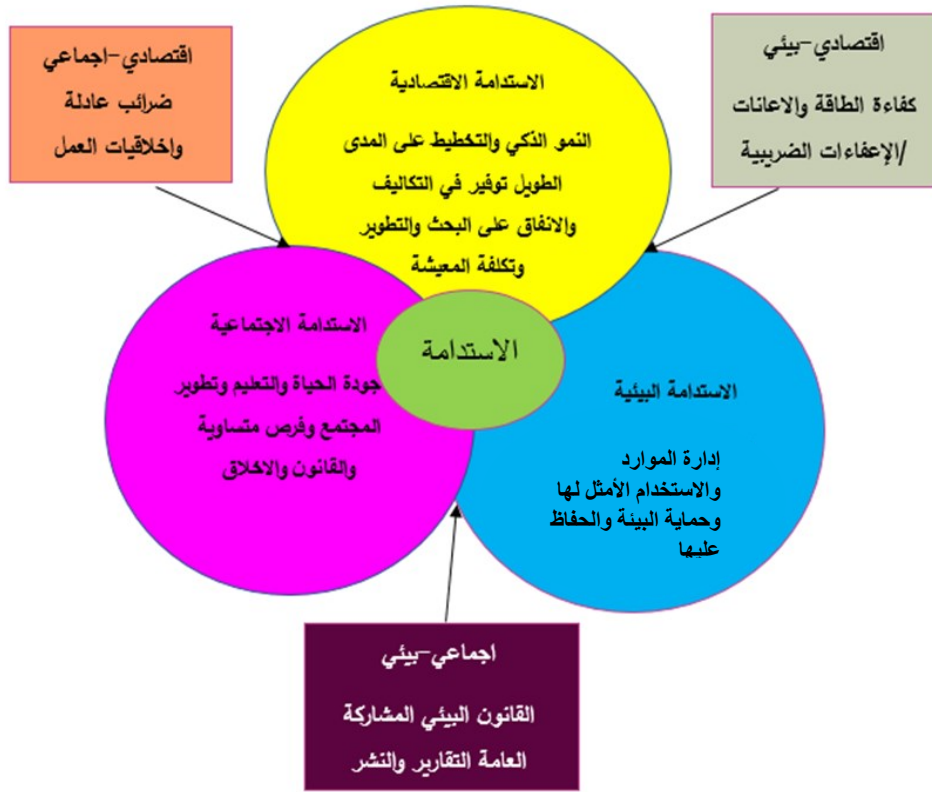 اقتصادي-اجماعي
ضرائب عادلة
واخلاقيات العمل
الاستدامة الاقتصادية
النمو الذكي والتخطيط على المدى
الطويل توفير في التكاليف
والانفاق على البحث والتطوير
وتكلفة المعيشة
اقتصادي-بيئي
كفاءة الطاقة والاعانات
/الإعفاءات الضريبية
الاستدامة الاجتماعية
جودة الحياة والتعليم وتطوير
المجتمع وفرص متساوية
والقانون والاخلاق
الاستدامة
الاستدامة البيئية
إدارة الموارد
والاستخدام الأمثل لها
وحماية البيئة والحفاظ
عليها
اجماعي-بيئي
القانون البيئي المشاركة
العامة التقارير والنشر